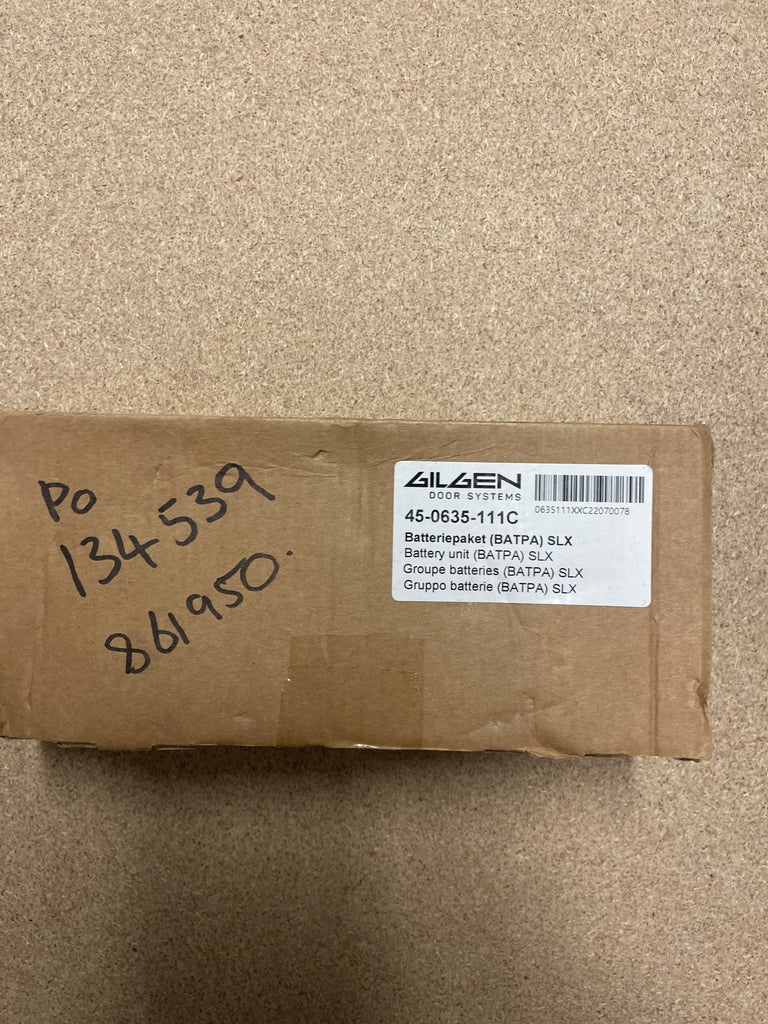 PO
134539
861950.
GILGEN
DOOR SYSTEMS
0635111XXC22070078
45-0635-111C
Batteriepaket (BATPA) SLX
Battery unit (BATPA) SLX
Groupe batteries (BATPA) SLX
Gruppo batterie (BATPA) SLX